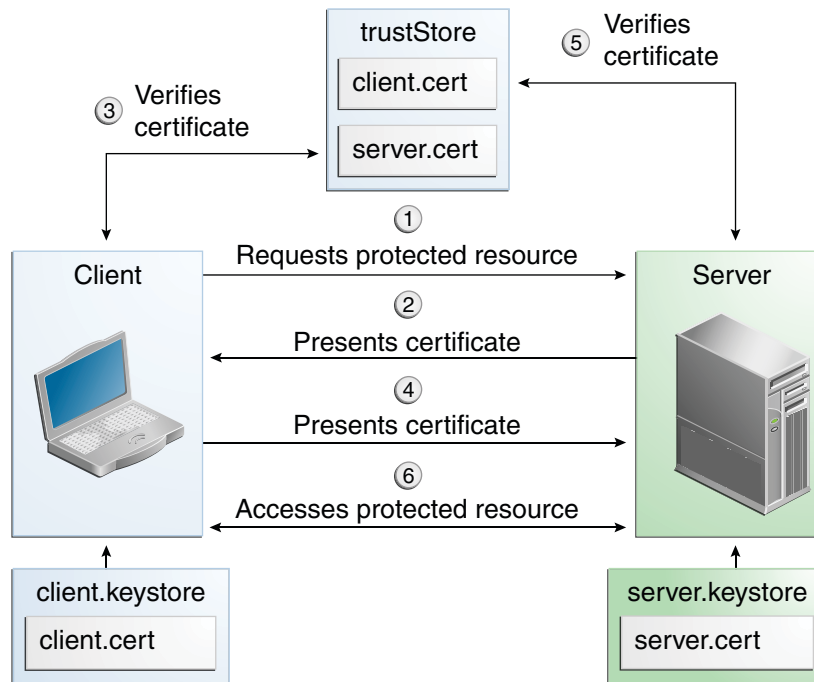 trustStore
client.cert
server.cert
5
Verifies
certificate
3
Verifies
certificate
1
Requests protected resource
Client
Server
2
Presents certificate
4
Presents certificate
6
Accesses protected resource
client.keystore
client.cert
server.keystore
server.cert